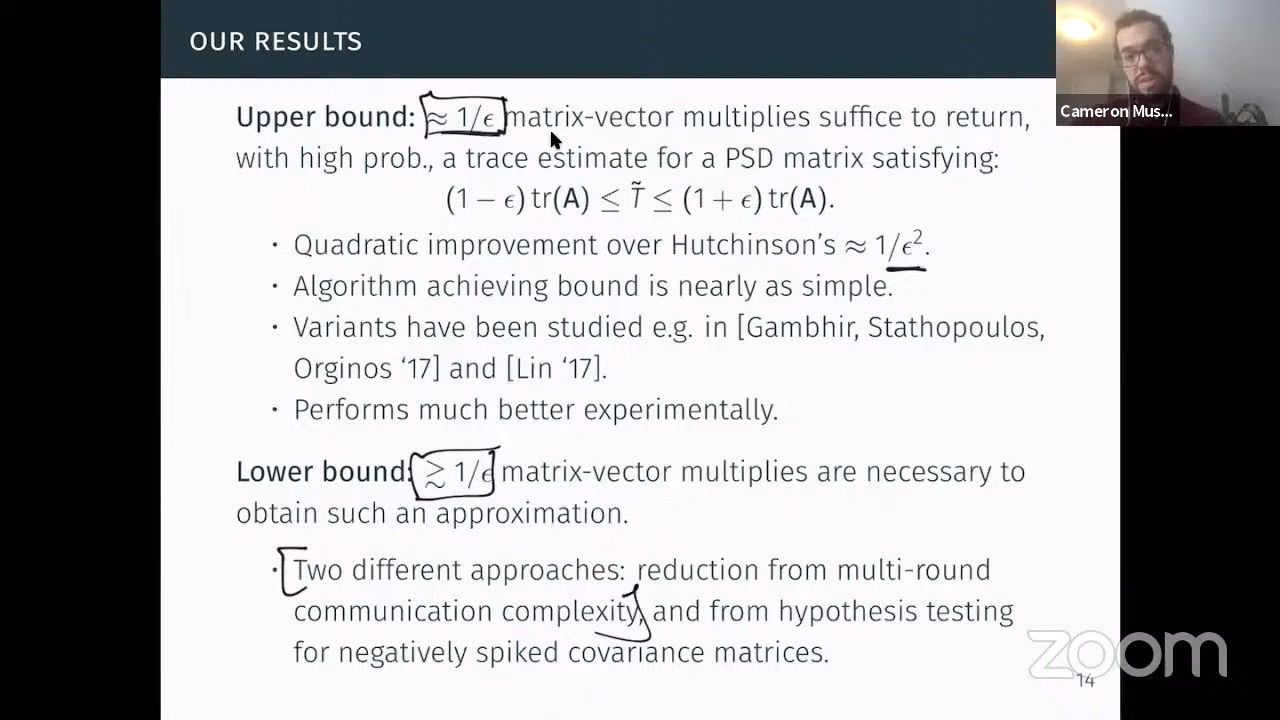 OUR RESULTS
Cameron Mus...
Upper bound: ≈ 1/ϵ matrix-vector multiplies suffice to return,
with high prob., a trace estimate for a PSD matrix satisfying:
(1 − ϵ) tr(A) ≤ T̃ ≤ (1 + ϵ) tr(A).
· Quadratic improvement over Hutchinson's ≈ 1/ϵ².
· Algorithm achieving bound is nearly as simple.
· Variants have been studied e.g. in [Gambhir, Stathopoulos,
Orginos ‘17] and [Lin ‘17].
· Performs much better experimentally.
Lower bound: ≳ 1/ϵ matrix-vector multiplies are necessary to
obtain such an approximation.
· Two different approaches: reduction from multi-round
communication complexity, and from hypothesis testing
for negatively spiked covariance matrices.
zoom
14